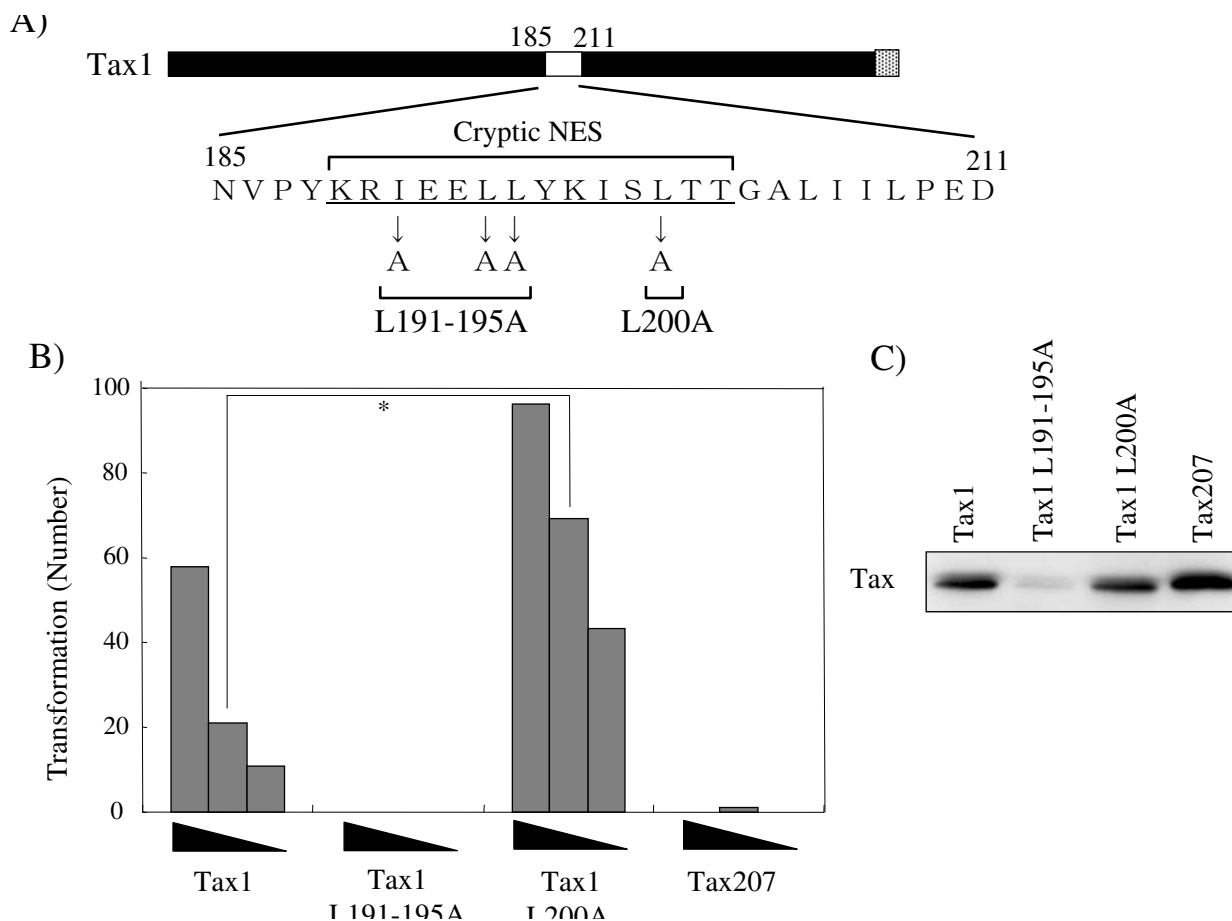 A)
185 211
Tax1
Cryptic NES
185 211
N V P Y K R I E E L L Y K I S L T T G A L I I L P E D
↓ ↓ ↓ ↓
A A A A
L191-195A L200A
B)
100
80
60
40
20
0
Transformation (Number)
*
Tax1
Tax1
L191-195A
Tax1
L200A
Tax207
C)
Tax1
Tax1 L191-195A
Tax1 L200A
Tax207
Tax